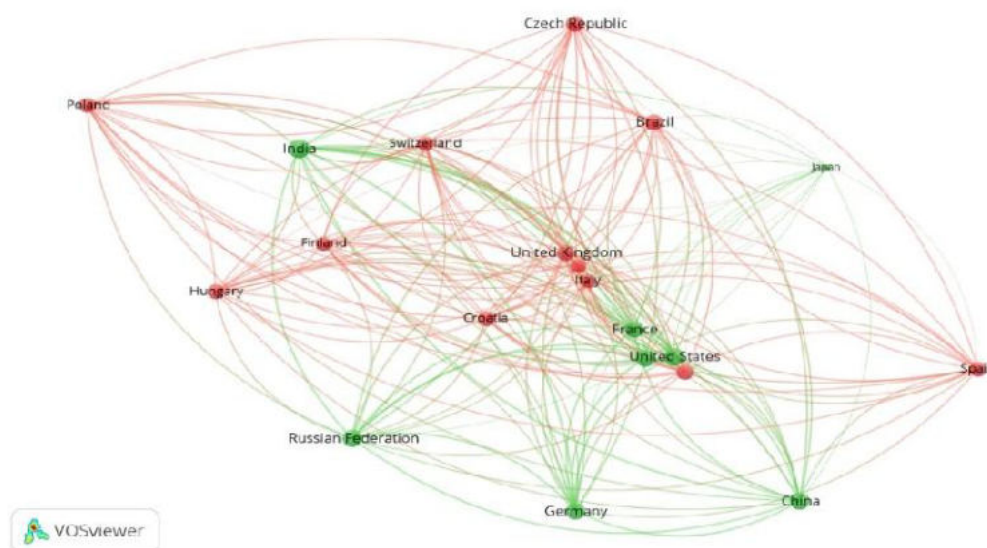 Czech Republic
Poland
Brazil
Switzerland
India
Japan
United Kingdom
Finland
Italy
Hungary
Croatia
France
United States
Spai
Russian Federation
China
Germany
VOSviewer